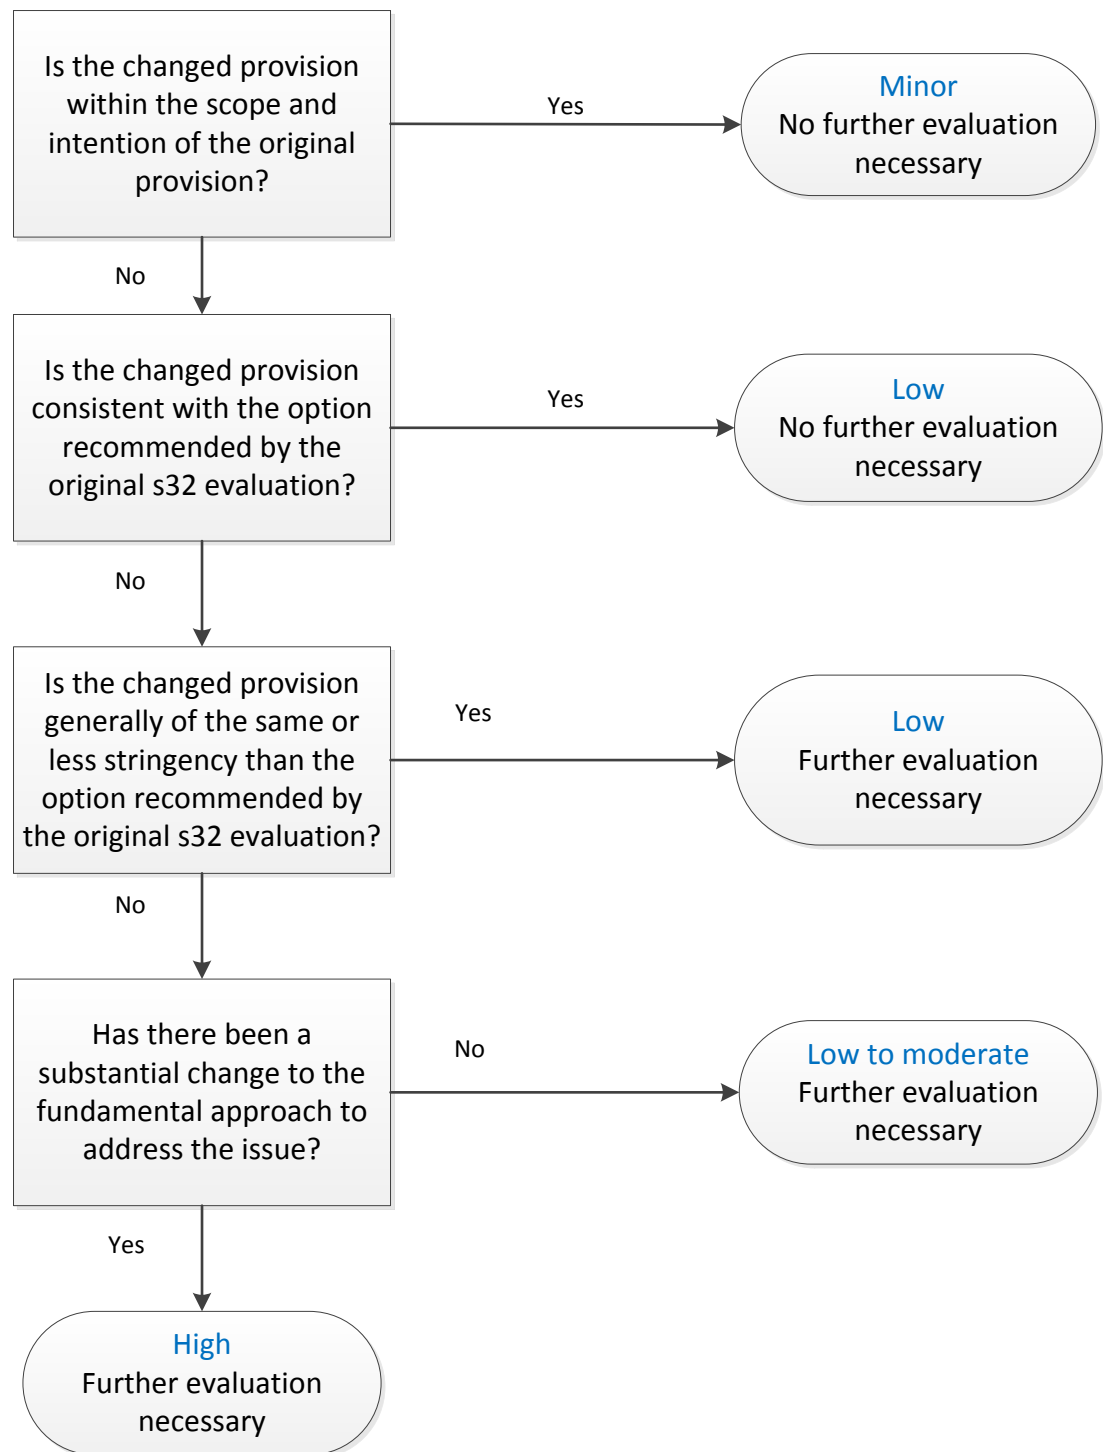 Is the changed provision
within the scope and
intention of the original
provision?
Yes
Minor
No further evaluation
necessary
No
Is the changed provision
consistent with the option
recommended by the
original s32 evaluation?
Yes
Low
No further evaluation
necessary
No
Is the changed provision
generally of the same or
less stringency than the
option recommended by
the original s32 evaluation?
Yes
Low
Further evaluation
necessary
No
Has there been a
substantial change to the
fundamental approach to
address the issue?
No
Low to moderate
Further evaluation
necessary
Yes
High
Further evaluation
necessary